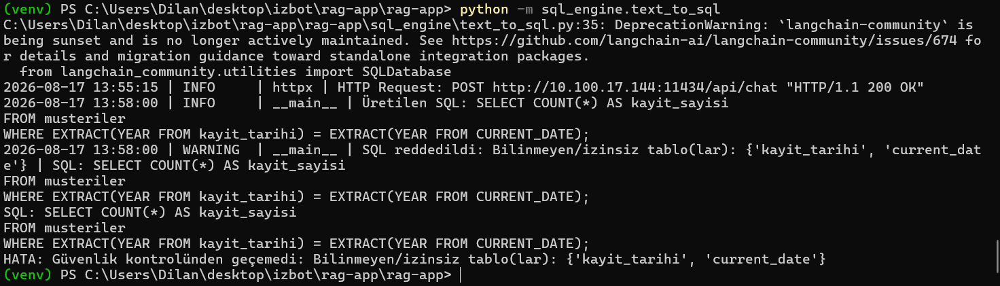 (venv) PS C:\Users\Dilan\desktop\izbot\rag-app\rag-app> python -m sql_engine.text_to_sql
C:\Users\Dilan\desktop\izbot\rag-app\rag-app\sql_engine\text_to_sql.py:35: DeprecationWarning: `langchain-community` is
being sunset and is no longer actively maintained. See https://github.com/langchain-ai/langchain-community/issues/674 fo
r details and migration guidance toward standalone integration packages.
  from langchain_community.utilities import SQLDatabase
2026-08-17 13:55:15 | INFO     | httpx | HTTP Request: POST http://10.100.17.144:11434/api/chat "HTTP/1.1 200 OK"
2026-08-17 13:58:00 | INFO     | __main__ | Üretilen SQL: SELECT COUNT(*) AS kayit_sayisi
FROM musteriler
WHERE EXTRACT(YEAR FROM kayit_tarihi) = EXTRACT(YEAR FROM CURRENT_DATE);
2026-08-17 13:58:00 | WARNING  | __main__ | SQL reddedildi: Bilinmeyen/izinsiz tablo(lar): {'kayit_tarihi', 'current_dat
e'} | SQL: SELECT COUNT(*) AS kayit_sayisi
FROM musteriler
WHERE EXTRACT(YEAR FROM kayit_tarihi) = EXTRACT(YEAR FROM CURRENT_DATE);
SQL: SELECT COUNT(*) AS kayit_sayisi
FROM musteriler
WHERE EXTRACT(YEAR FROM kayit_tarihi) = EXTRACT(YEAR FROM CURRENT_DATE);
HATA: Güvenlik kontrolünden geçemedi: Bilinmeyen/izinsiz tablo(lar): {'kayit_tarihi', 'current_date'}
(venv) PS C:\Users\Dilan\desktop\izbot\rag-app\rag-app>